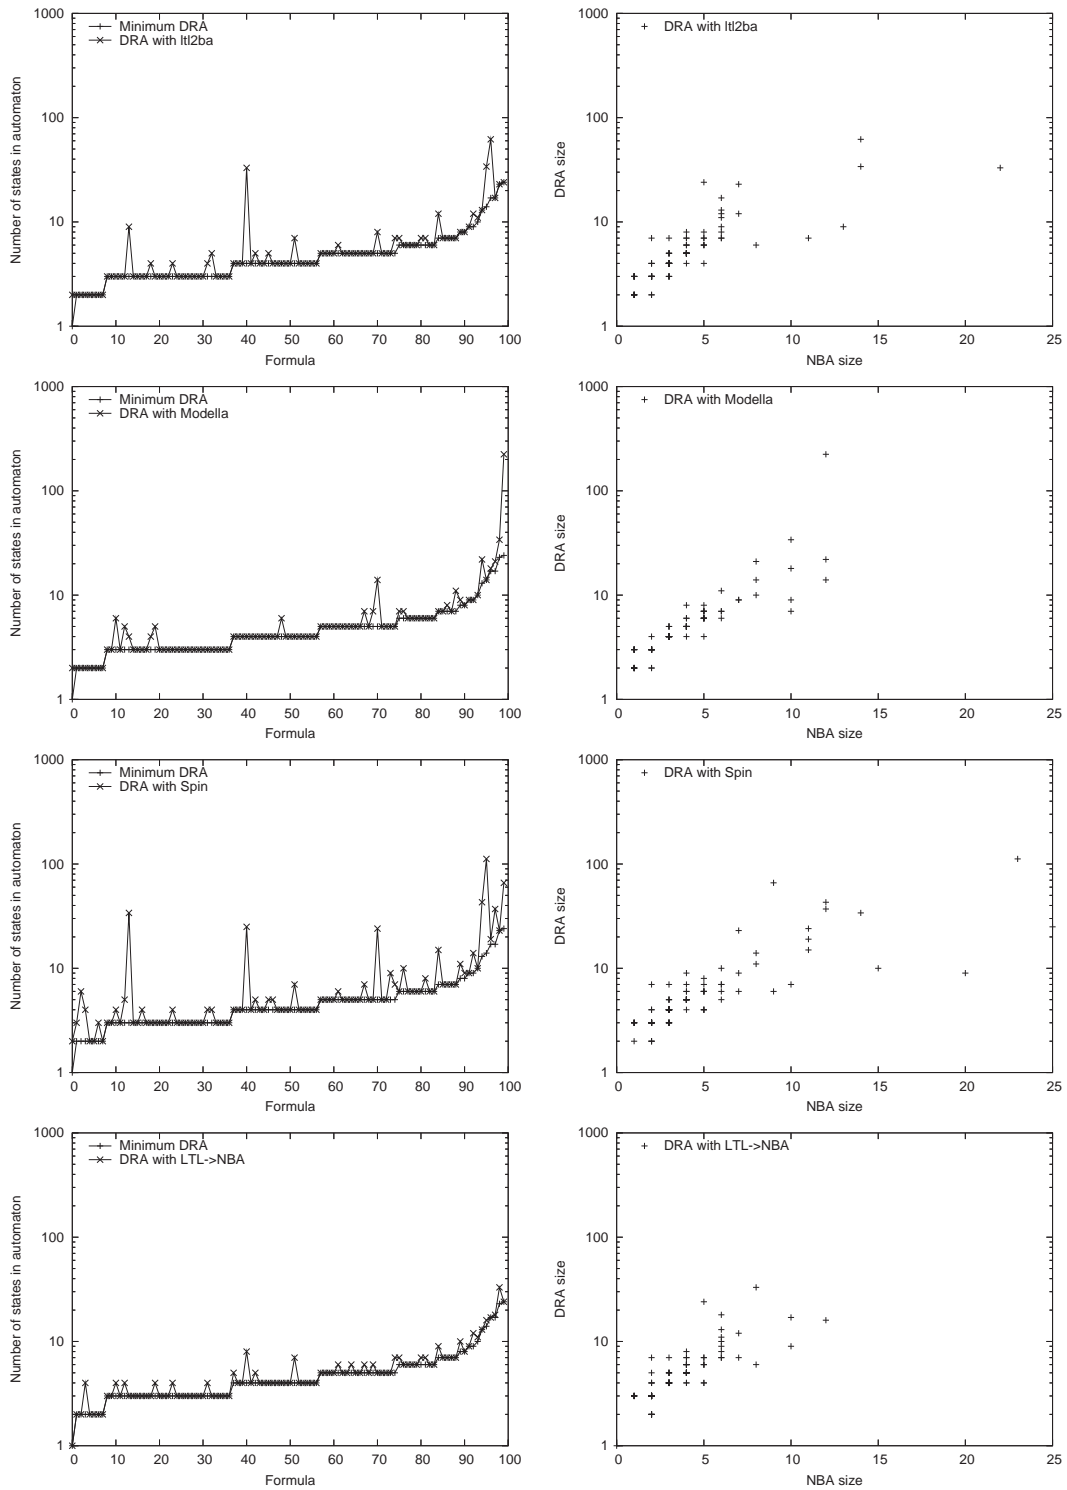 Minimum DRA
DRA with ltl2ba
Number of states in automaton
1000
100
10
1
0 10 20 30 40 50 60 70 80 90 100
Formula
DRA with ltl2ba
DRA size
1000
100
10
1
0 5 10 15 20 25
NBA size
Minimum DRA
DRA with Modella
Number of states in automaton
1000
100
10
1
0 10 20 30 40 50 60 70 80 90 100
Formula
DRA with Modella
DRA size
1000
100
10
1
0 5 10 15 20 25
NBA size
Minimum DRA
DRA with Spin
Number of states in automaton
1000
100
10
1
0 10 20 30 40 50 60 70 80 90 100
Formula
DRA with Spin
DRA size
1000
100
10
1
0 5 10 15 20 25
NBA size
Minimum DRA
DRA with LTL->NBA
Number of states in automaton
1000
100
10
1
0 10 20 30 40 50 60 70 80 90 100
Formula
DRA with LTL->NBA
DRA size
1000
100
10
1
0 5 10 15 20 25
NBA size